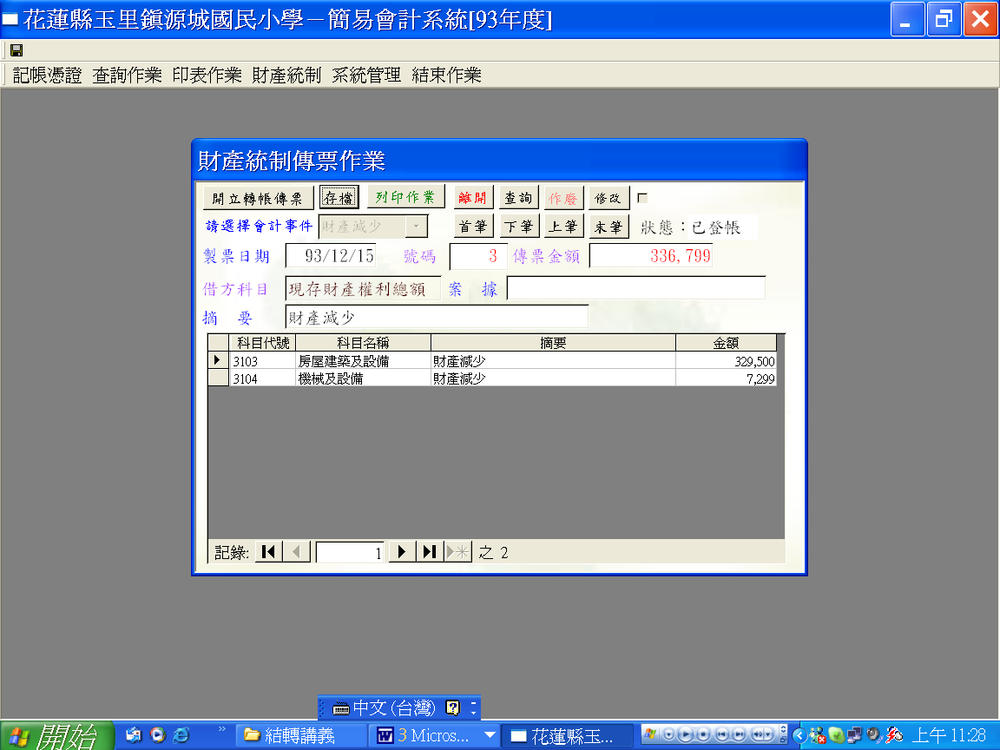 花蓮縣玉里鎮源城國民小學－簡易會計系統[93年度]
記帳憑證 查詢作業 印表作業 財產統制 系統管理 結束作業
財產統制傳票作業
開立轉帳傳票 存檔 列印作業 離開 查詢 作廢 修改
請選擇會計事件 財產減少 首筆 下筆 上筆 末筆 狀態：已登帳
製票日期 93/12/15 號碼 3 傳票金額 336,799
借方科目 現存財產權利總額 案 據
摘 要 財產減少
科目代號 科目名稱 摘要 金額
3103 房屋建築及設備 財產減少 329,500
3104 機械及設備 財產減少 7,299
記錄: 1 之 2
中文(台灣)
開始 結轉講義 3 Micros... 花蓮縣玉... 上午 11:28